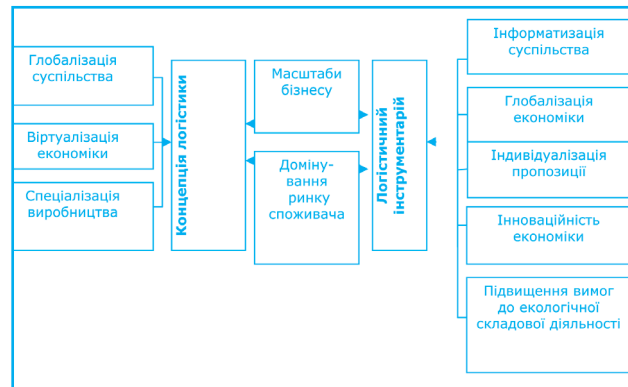 Глобалізація
суспільства
Віртуалізація
економіки
Спеціалізація
виробництва
Концепція логістики
Масштаби
бізнесу
Доміну-
вання
ринку
споживача
Логістичний
інструментарій
Інформатизація
суспільства
Глобалізація
економіки
Індивідуалізація
пропозиції
Інноваційність
економіки
Підвищення вимог
до екологічної
складової діяльності